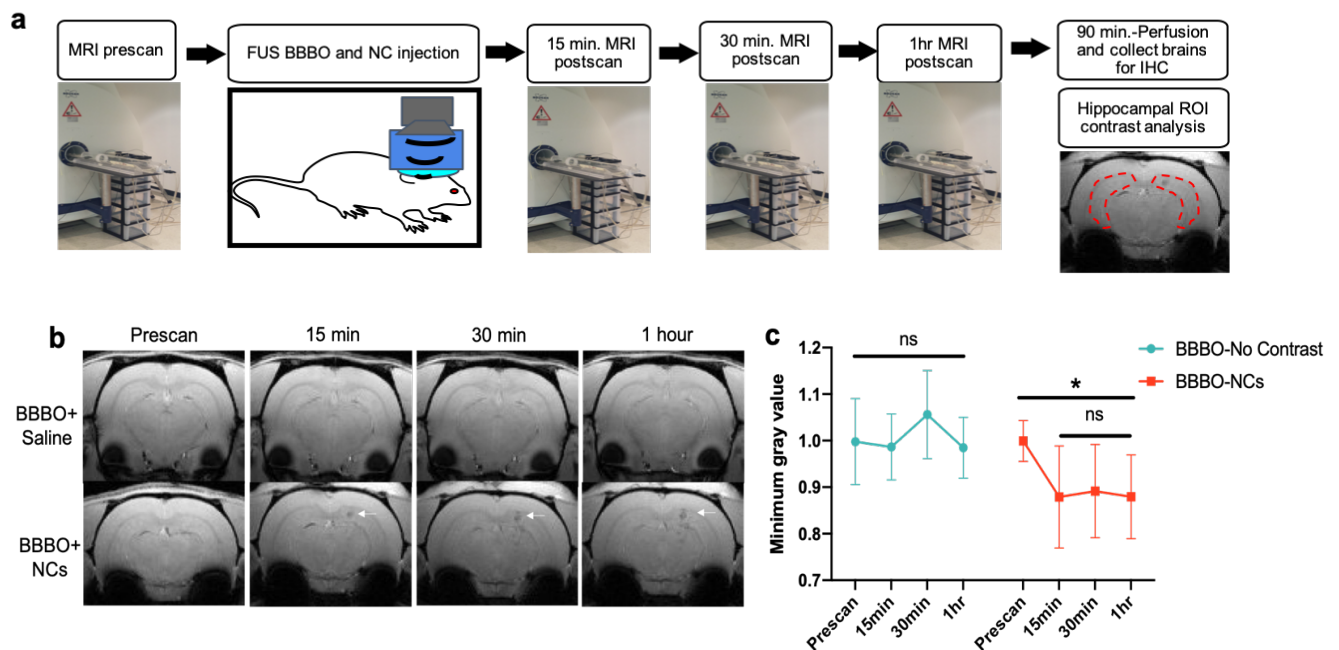 a
MRI prescan
FUS BBBO and NC injection
15 min. MRI
postscan
30 min. MRI
postscan
1hr MRI
postscan
90 min.-Perfusion
and collect brains
for IHC
Hippocampal ROI
contrast analysis
b
Prescan
15 min
30 min
1 hour
BBBO+
Saline
BBBO+
NCs
c
BBBO-No Contrast
BBBO-NCs
Minimum gray value
1.2
1.1
1.0
0.9
0.8
0.7
ns
*
ns
Prescan
15min
30min
1hr
Prescan
15min
30min
1hr